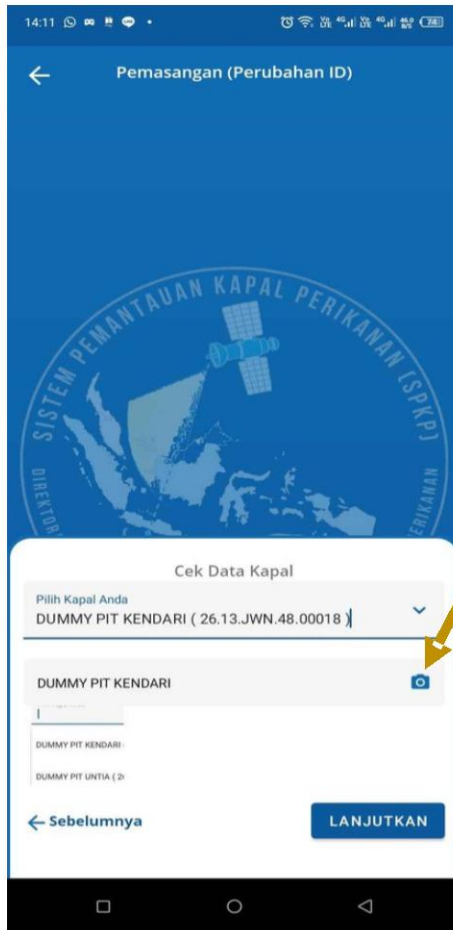 14:11
Pemasangan (Perubahan ID)
SISTEM PEMANTAUAN KAPAL PERIKANAN (SPKP)
Cek Data Kapal
Pilih Kapal Anda
DUMMY PIT KENDARI ( 26.13.JWN.48.00018 )
DUMMY PIT KENDARI
DUMMY PIT KENDARI
DUMMY PIT UNTIA ( 2
Sebelumnya
LANJUTKAN